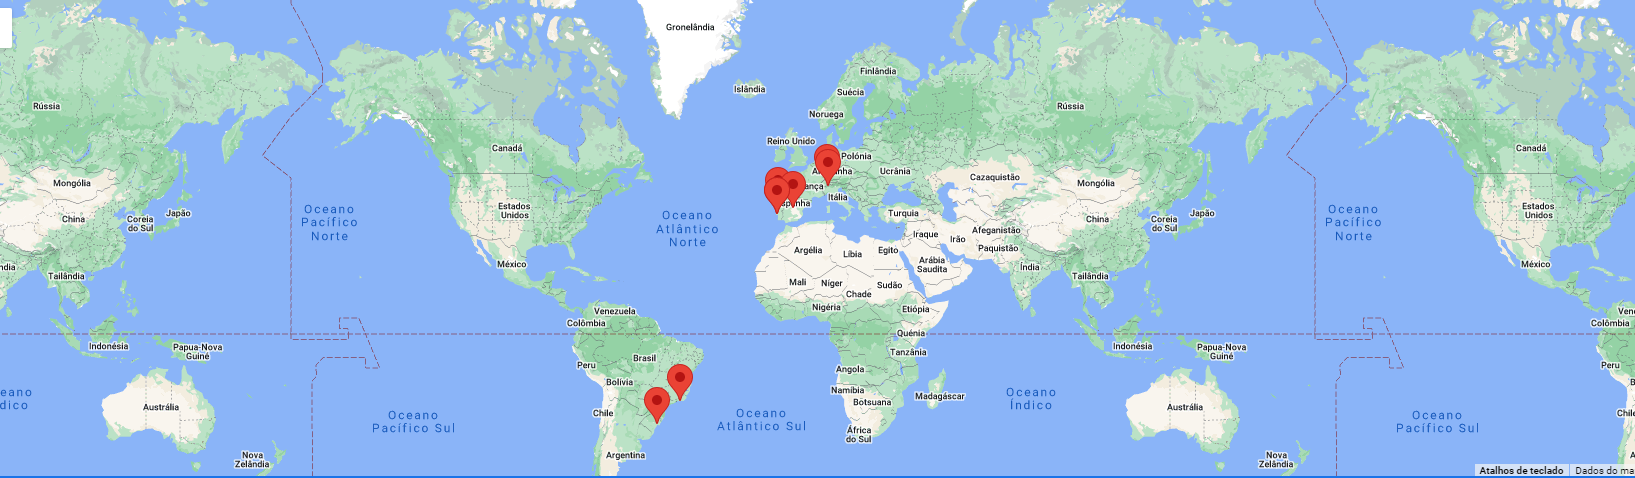 Gronelândia
Islândia
Finlândia
Suécia
Noruega
Rússia
Rússia
Reino Unido
Polónia
Canadá
Canadá
Ucrânia
Cazaquistão
Mongólia
Mongólia
Itália
Turquia
Estados
Unidos
Estados
Unidos
China
China
Coreia
do Sul
Japão
Coreia
do Sul
Japão
Oceano
Pacífico
Norte
Oceano
Atlântico
Norte
Oceano
Pacífico
Norte
Argélia
Líbia
Egito
Iraque
Irão
Afeganistão
Paquistão
Arábia
Saudita
Índia
ndia
México
México
Tailândia
Tailândia
Mali
Níger
Chade
Sudão
Nigéria
Etiópia
Venezuela
Colômbia
Ven
Colômbia
Quénia
Indonésia
Papua-Nova
Guiné
Indonésia
Papua-Nova
Guiné
Tanzânia
Brasil
Peru
Peru
Bolívia
Angola
Namíbia
Botsuana
Madagáscar
eano
dico
Oceano
Índico
Austrália
Austrália
Chile
Chil
Oceano
Pacífico Sul
Oceano
Atlântico Sul
Oceano
Pacífico Sul
África
do Sul
Argentina
A
Nova
Zelândia
Nova
Zelândia
Atalhos de teclado
Dados do ma